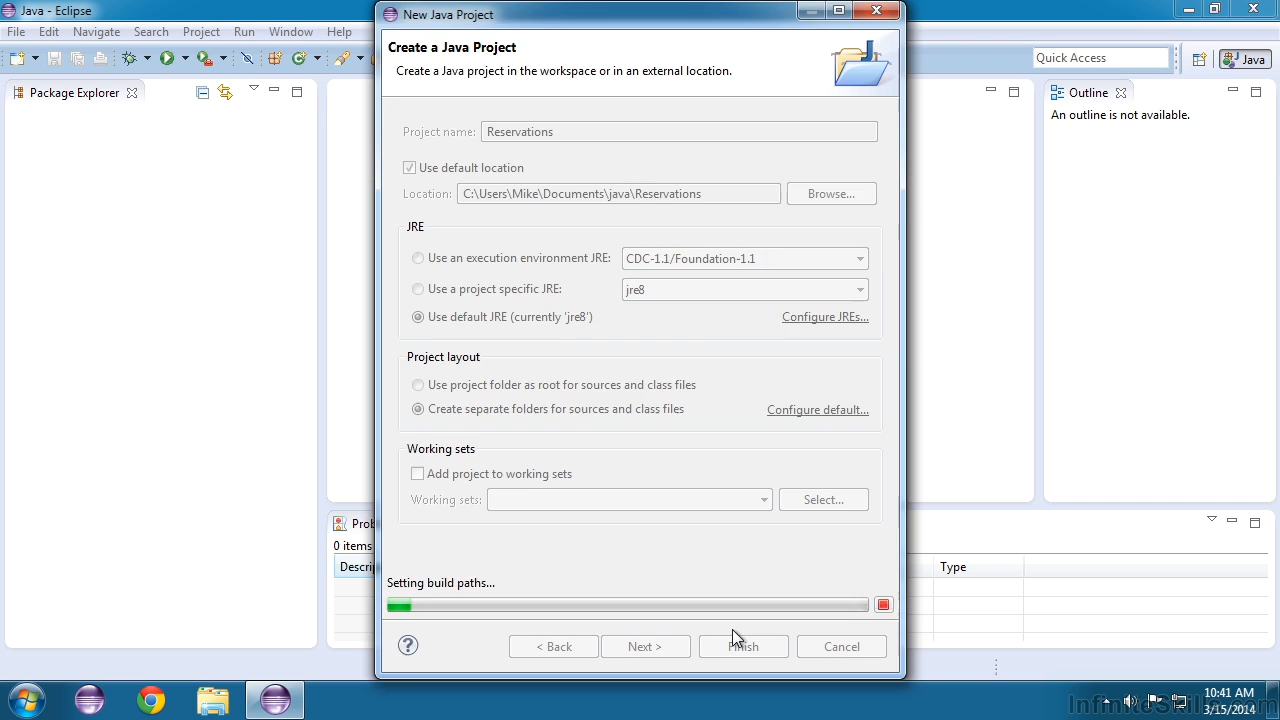 Java - Eclipse
New Java Project
File Edit Navigate Search Project Run Window Help
Create a Java Project
Create a Java project in the workspace or in an external location.
Quick Access
Java
Package Explorer
Outline
An outline is not available.
Project name: Reservations
Use default location
Location: C:\Users\Mike\Documents\java\Reservations Browse...
JRE
Use an execution environment JRE: CDC-1.1/Foundation-1.1
Use a project specific JRE: jre8
Use default JRE (currently 'jre8') Configure JREs...
Project layout
Use project folder as root for sources and class files
Create separate folders for sources and class files Configure default...
Working sets
Add project to working sets
Working sets: Select...
Prob
0 items
Descri Type
Setting build paths...
< Back Next > Finish Cancel
10:41 AM
3/15/2014